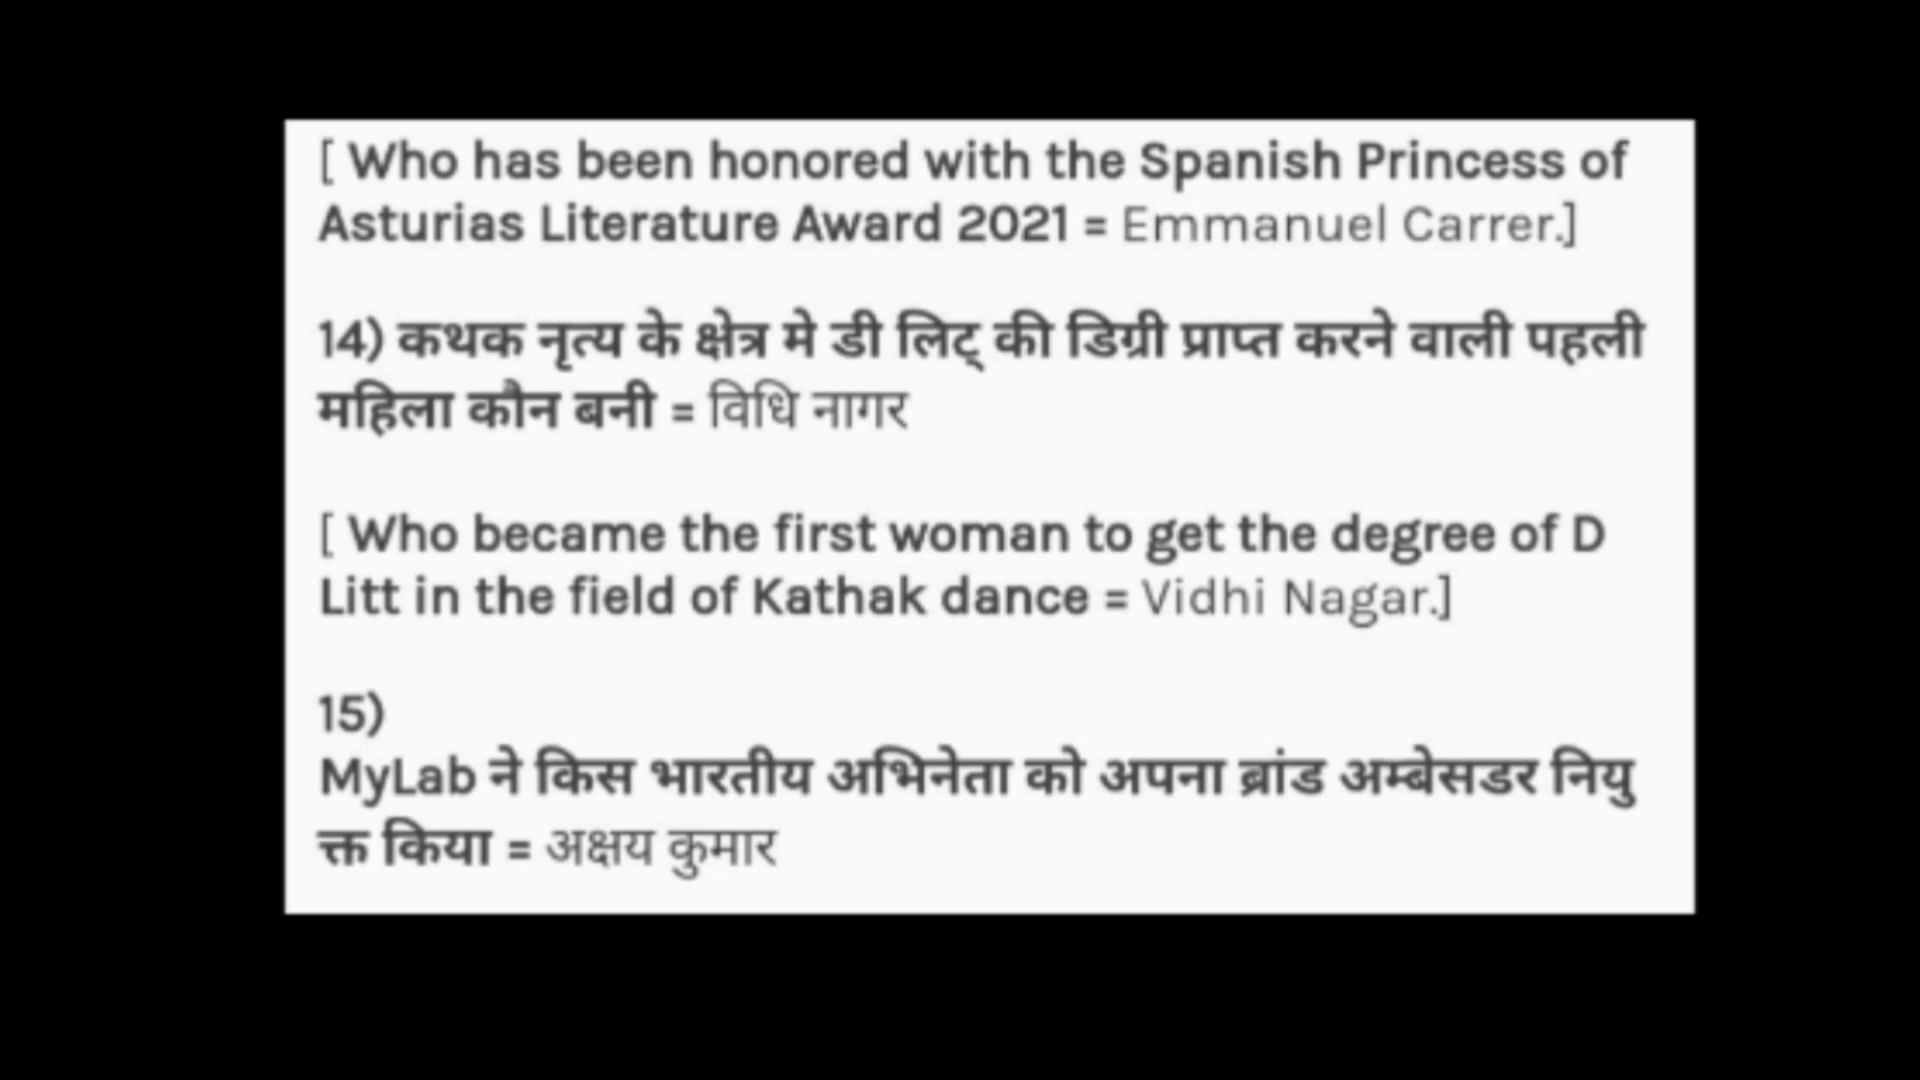 [ Who has been honored with the Spanish Princess of
Asturias Literature Award 2021 = Emmanuel Carrer.]
14) कथक नृत्य के क्षेत्र मे डी लिट् की डिग्री प्राप्त करने वाली पहली
महिला कौन बनी = विधि नागर
[ Who became the first woman to get the degree of D
Litt in the field of Kathak dance = Vidhi Nagar.]
15)
MyLab ने किस भारतीय अभिनेता को अपना ब्रांड अम्बेसडर नियु
क्त किया = अक्षय कुमार